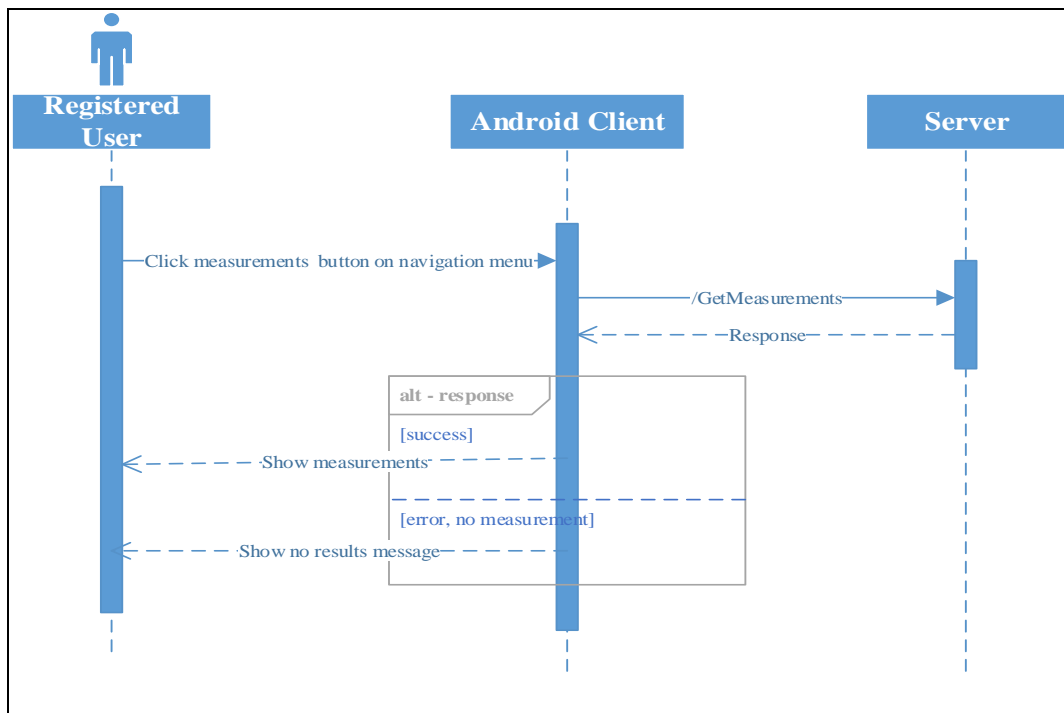 Registered
User
Android Client
Server
Click measurements button on navigation menu
/GetMeasurements
Response
alt - response
[success]
Show measurements
[error, no measurement]
Show no results message